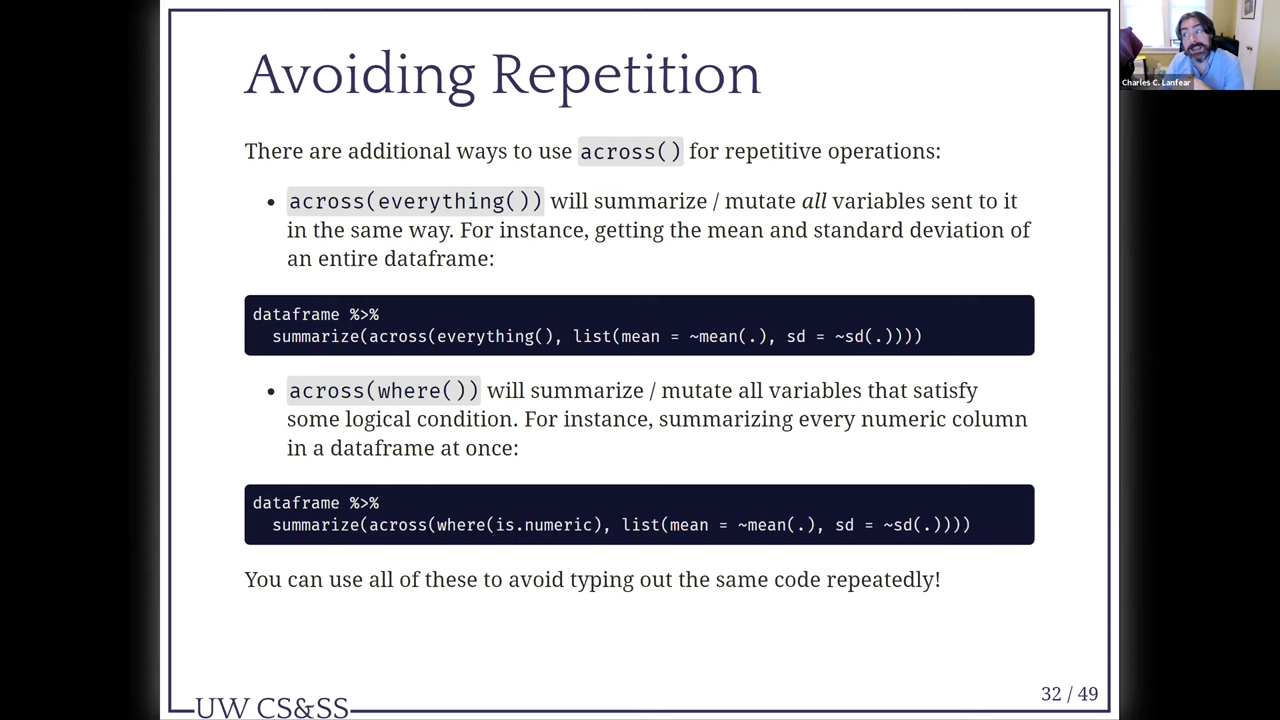 Avoiding Repetition
Charles C. Lanfear
There are additional ways to use across() for repetitive operations:
• across(everything()) will summarize / mutate all variables sent to it
in the same way. For instance, getting the mean and standard deviation of
an entire dataframe:
dataframe %>%
summarize(across(everything(), list(mean = ~mean(.), sd = ~sd(.))))
• across(where()) will summarize / mutate all variables that satisfy
some logical condition. For instance, summarizing every numeric column
in a dataframe at once:
dataframe %>%
summarize(across(where(is.numeric), list(mean = ~mean(.), sd = ~sd(.))))
You can use all of these to avoid typing out the same code repeatedly!
32 / 49
UW CS&SS